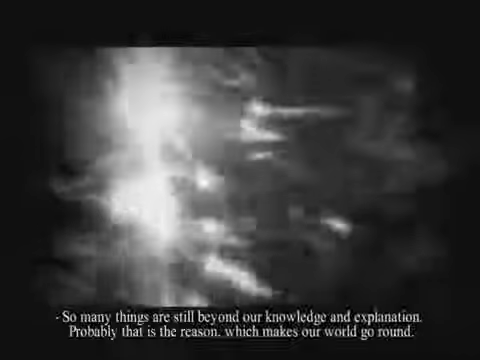 - So many things are still beyond our knowledge and explanation.
Probably that is the reason. which makes our world go round.